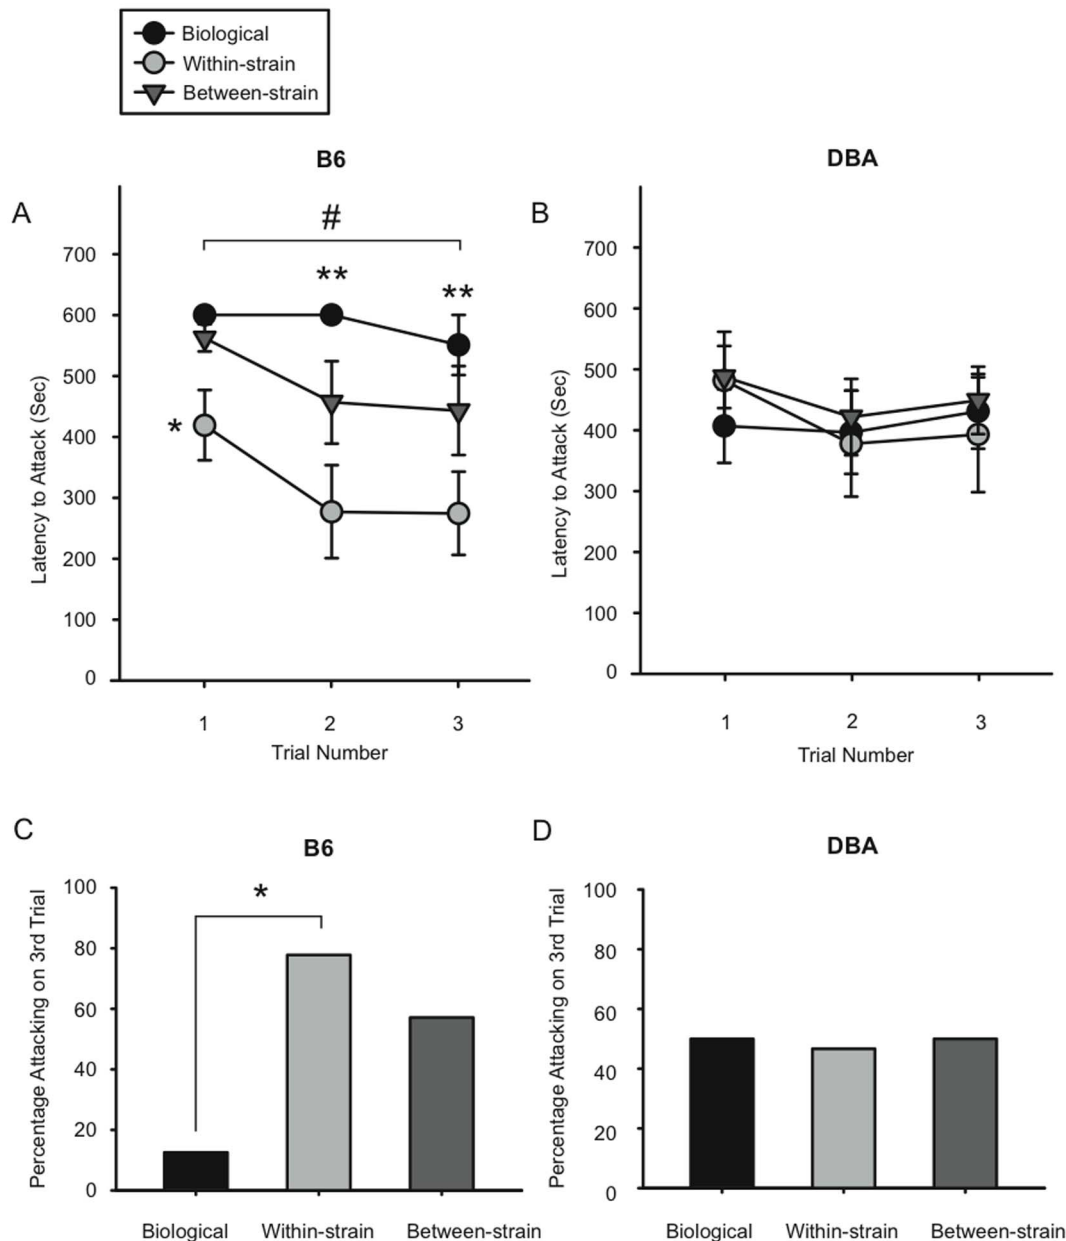 Biological
Within-strain
Between-strain
B6
DBA
A
B
#
**
**
*
700
600
500
400
300
200
100
0
Latency to Attack (Sec)
1
2
3
Trial Number
700
600
500
400
300
200
100
0
Latency to Attack (Sec)
1
2
3
Trial Number
C
D
B6
DBA
*
100
80
60
40
20
0
Percentage Attacking on 3rd Trial
Biological
Within-strain
Between-strain
100
80
60
40
20
0
Percentage Attacking on 3rd Trial
Biological
Within-strain
Between-strain